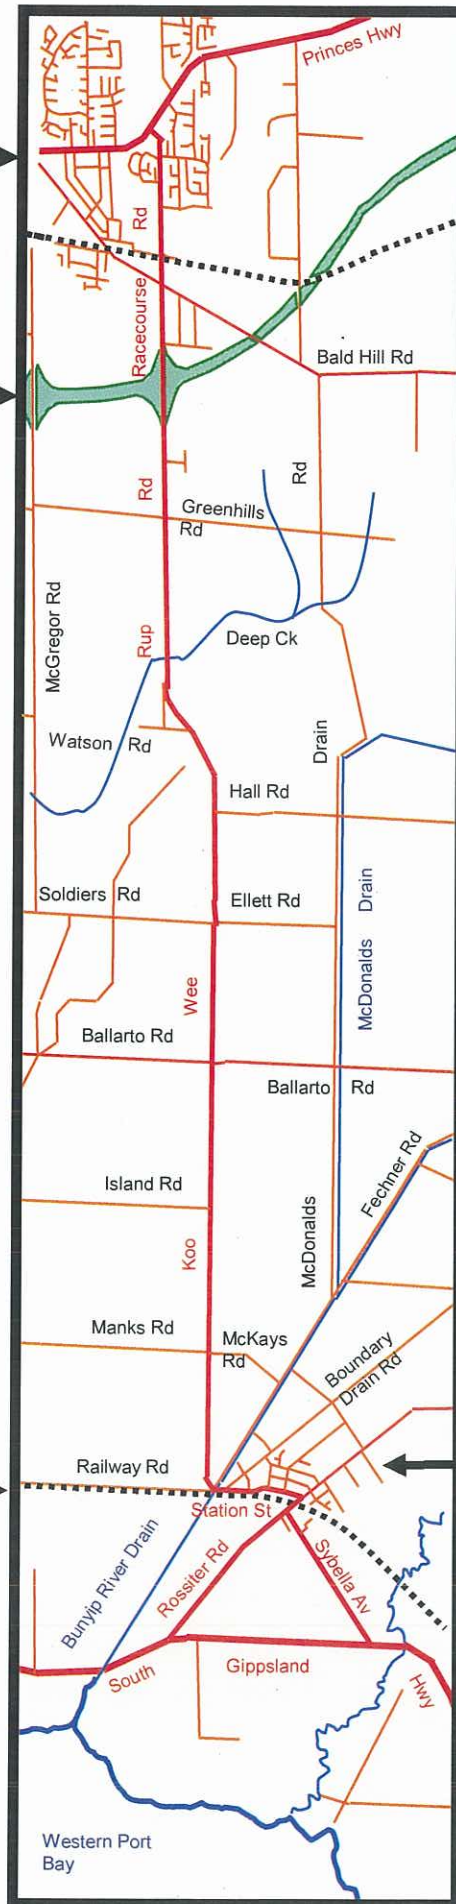 Princes Hwy
Rd
Racecourse
Bald Hill Rd
Rd
Rd
Greenhills
Rd
McGregor Rd
Rup
Deep Ck
Watson Rd
Drain
Hall Rd
Soldiers Rd
Ellett Rd
Drain
McDonalds
Wee
Ballarto Rd
Ballarto Rd
Fechner Rd
Island Rd
Koo
McDonalds
Manks Rd
McKays
Rd
Boundary
Drain Rd
Railway Rd
Station St
Bunyip River Drain
Rossiter Rd
Sybella Av
South Gippsland Hwy
Western Port
Bay